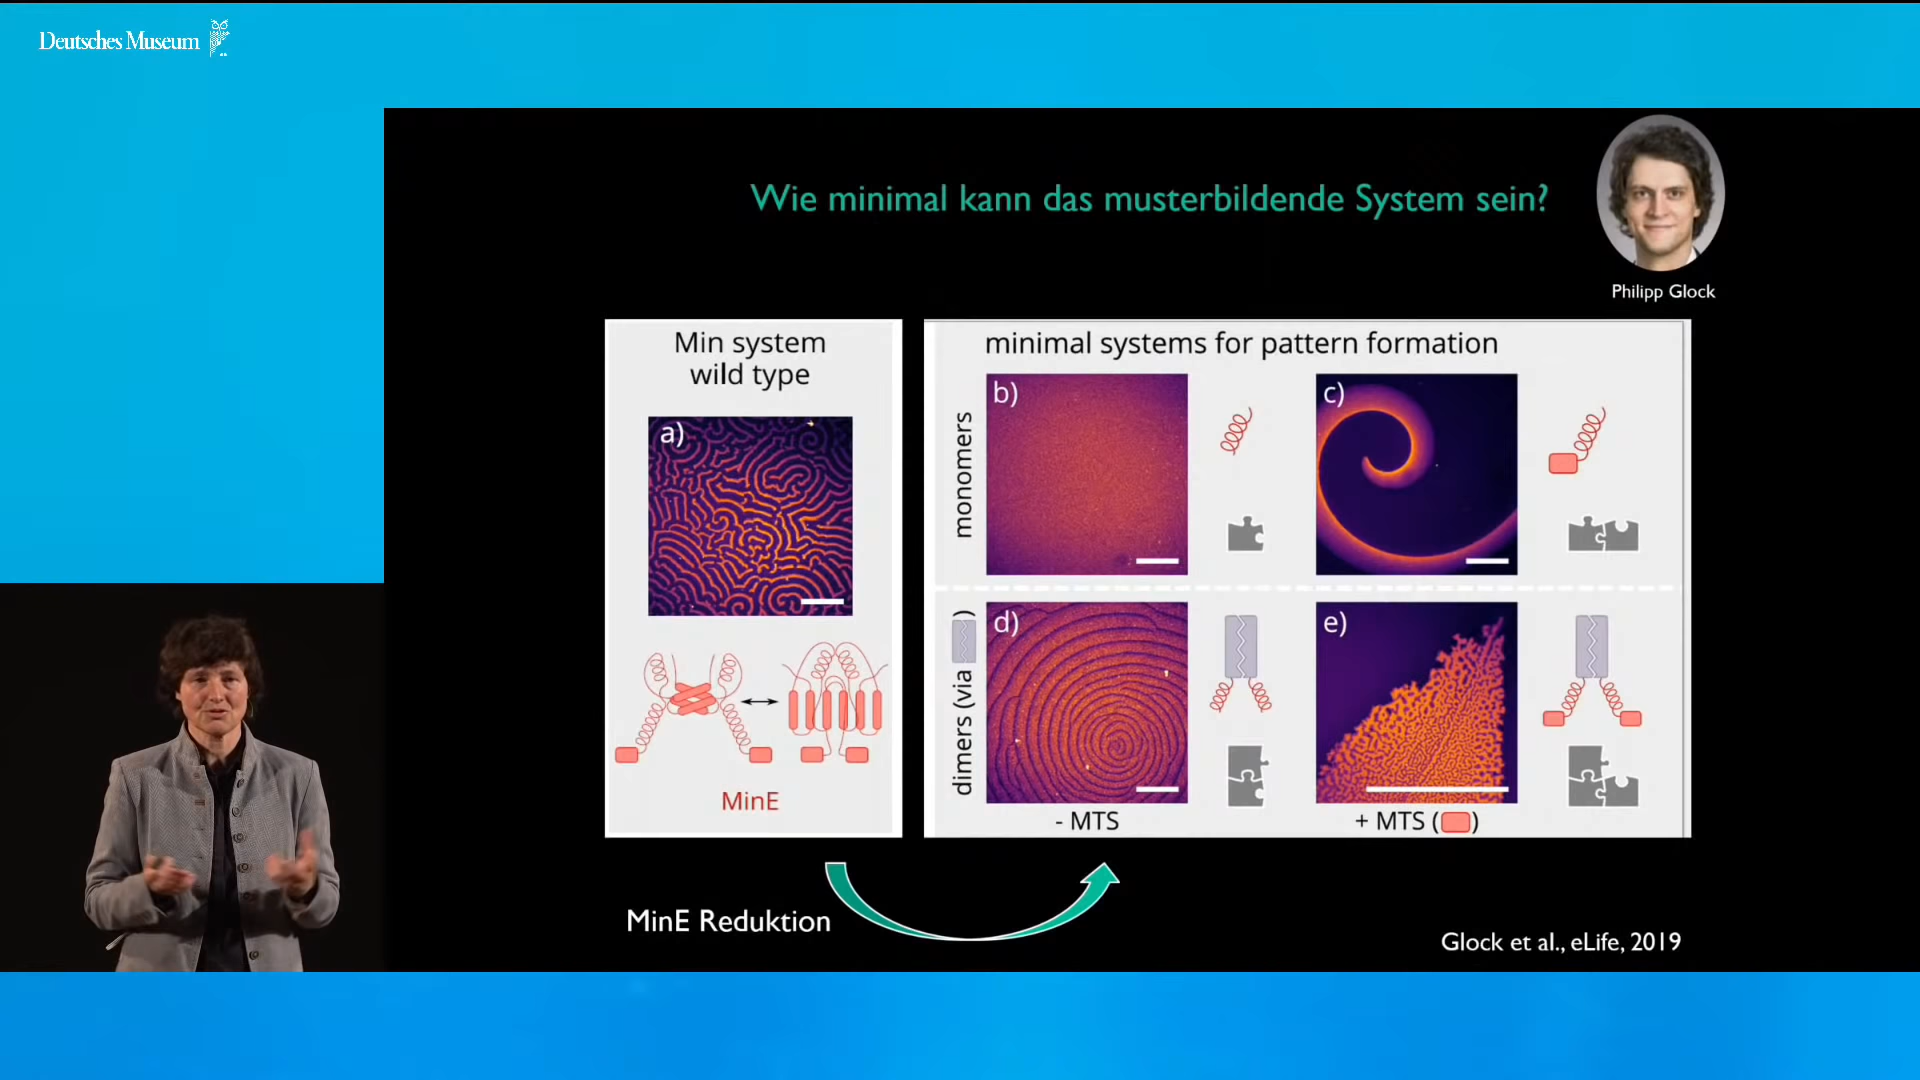 Deutsches Museum
Wie minimal kann das musterbildende System sein?
Philipp Glock
Min system
wild type
a)
MinE
minimal systems for pattern formation
monomers
b)
c)
dimers (via )
d)
e)
- MTS
+ MTS ( )
MinE Reduktion
Glock et al., eLife, 2019